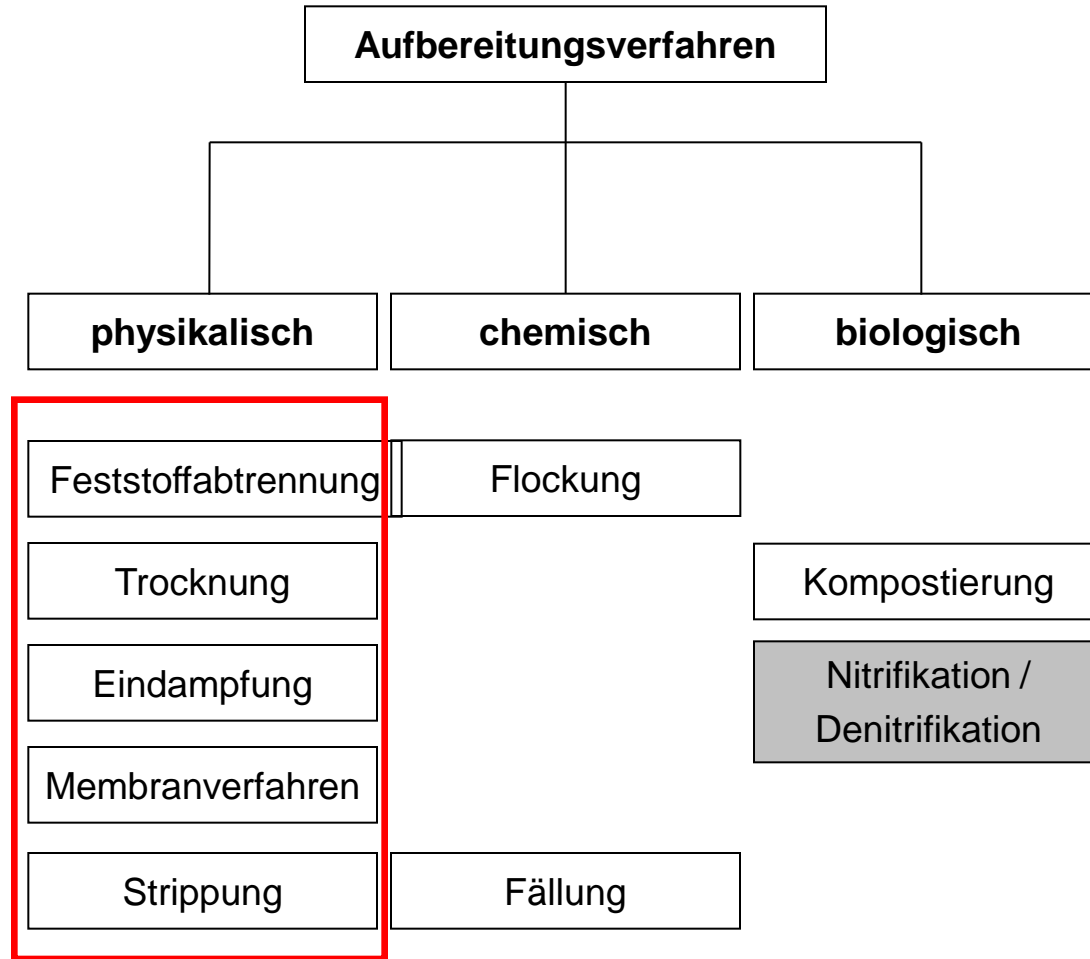 Aufbereitungsverfahren
physikalisch
chemisch
biologisch
Feststoffabtrennung
Flockung
Trocknung
Kompostierung
Eindampfung
Nitrifikation /
Denitrifikation
Membranverfahren
Strippung
Fällung